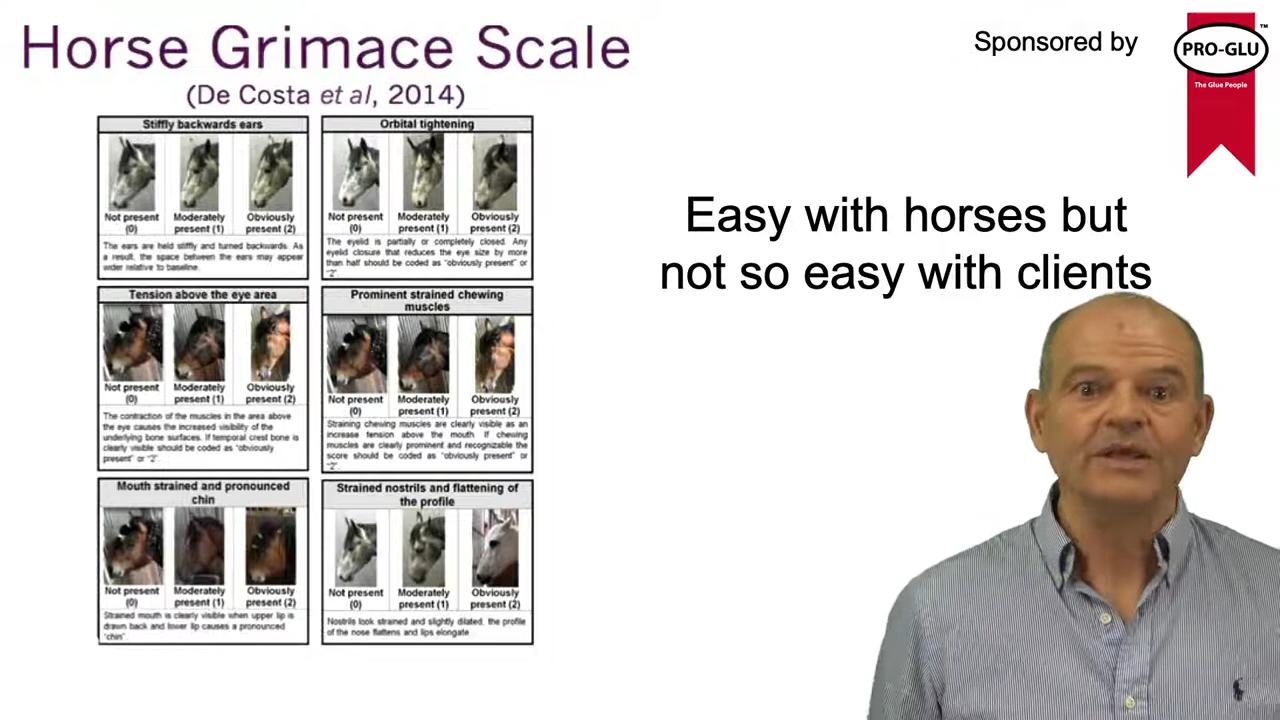 Horse Grimace Scale
(De Costa et al, 2014)
Sponsored by
PRO-GLU
™
The Glue People
Easy with horses but
not so easy with clients
Stiffly backwards ears
Not present
(0)
Moderately
present (1)
Obviously
present (2)
The ears are held stiffly and turned backwards. As
a result, the space between the ears may appear
wider relative to baseline.
Orbital tightening
Not present
(0)
Moderately
present (1)
Obviously
present (2)
The eyelid is partially or completely closed. Any
eyelid closure that reduces the eye size by more
than half should be coded as "obviously present" or
"2".
Tension above the eye area
Not present
(0)
Moderately
present (1)
Obviously
present (2)
The contraction of the muscles in the area above
the eye causes the increased visibility of the
underlying bone surfaces. If temporal crest bone is
clearly visible should be coded as "obviously
present" or "2".
Prominent strained chewing
muscles
Not present
(0)
Moderately
present (1)
Obviously
present (2)
Straining chewing muscles are clearly visible as an
increase tension above the mouth. If chewing
muscles are clearly prominent and recognizable the
score should be coded as "obviously present" or
"2".
Mouth strained and pronounced
chin
Not present
(0)
Moderately
present (1)
Obviously
present (2)
Strained mouth is clearly visible when upper lip is
drawn back and lower lip causes a pronounced
"chin".
Strained nostrils and flattening of
the profile
Not present
(0)
Moderately
present (1)
Obviously
present (2)
Nostrils look strained and slightly dilated, the profile
of the nose flattens and lips elongate